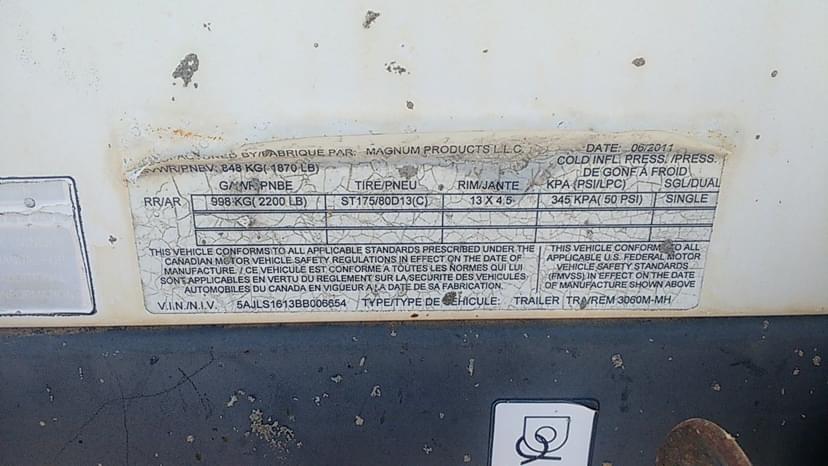 BY/FABRIQUE PAR: MAGNUM PRODUCTS L.L.C. DATE: 06/2011
GVWR/PNBV: 848 KG( 1870 LB) COLD INFL. PRESS. /PRESS.
DE GONF A FROID
GAWR/PNBE TIRE/PNEU RIM/JANTE KPA (PSI/LPC) SGL/DUAL
RR/AR 998 KG( 2200 LB) ST175/80D13(C) 13 X 4.5 345 KPA( 50 PSI) SINGLE
THIS VEHICLE CONFORMS TO ALL APPLICABLE STANDARDS PRESCRIBED UNDER THE
CANADIAN MOTOR VEHICLE SAFETY REGULATIONS IN EFFECT ON THE DATE OF
MANUFACTURE. / CE VEHICULE EST CONFORME A TOUTES LES NORMES QUI LUI
SONT APPLICABLES EN VERTU DU REGLEMENT SUR LA SECURITE DES VEHICULES
AUTOMOBILES DU CANADA EN VIGUEUR A LA DATE DE SA FABRICATION.
THIS VEHICLE CONFORMS TO ALL
APPLICABLE U.S. FEDERAL MOTOR
VEHICLE SAFETY STANDARDS
(FMVSS) IN EFFECT ON THE DATE
OF MANUFACTURE SHOWN ABOVE
V.I.N./N.I.V. 5AJLS1613BB006654 TYPE/TYPE DE VEHICULE: TRAILER TRA/REM 3060M-MH